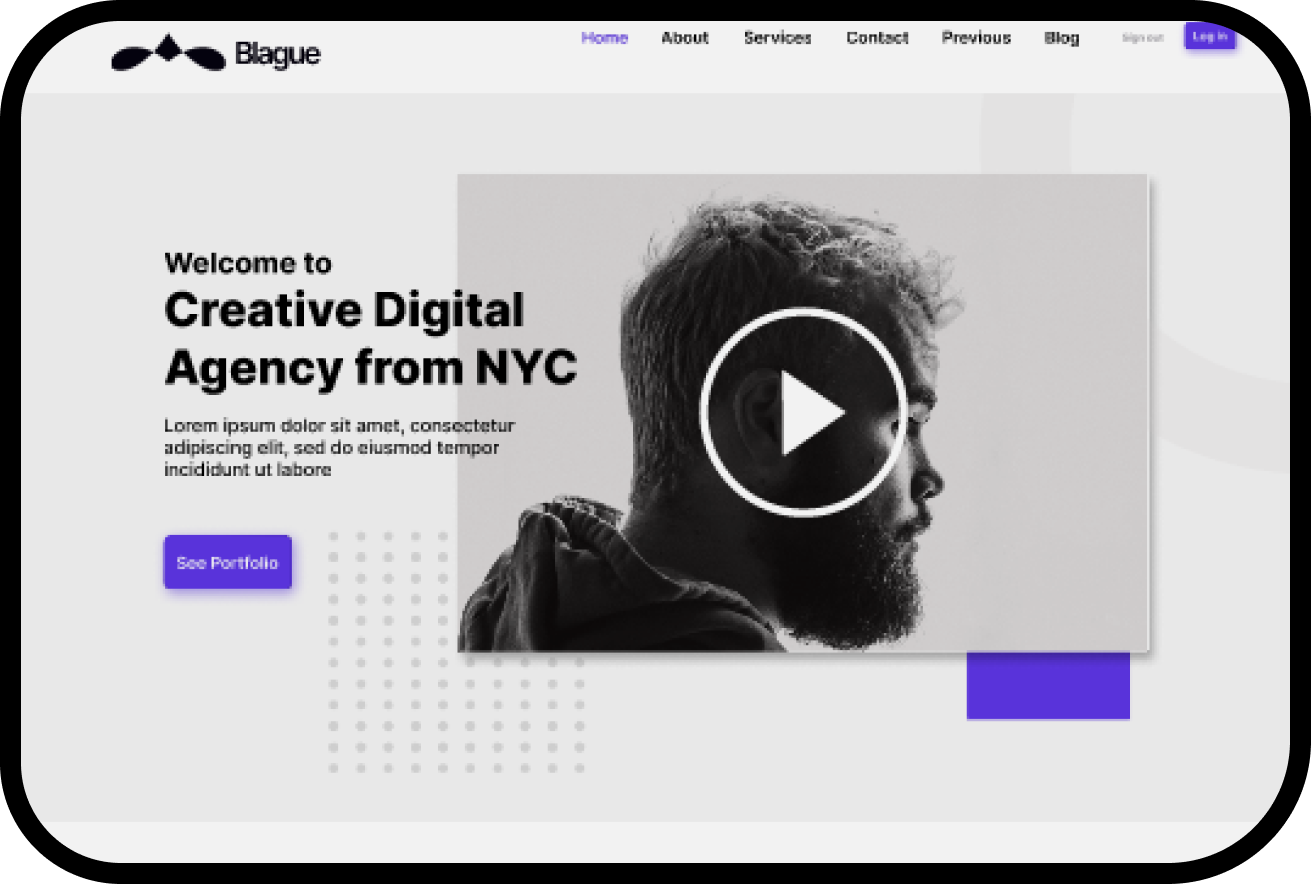 Blague
Home About Services Contact Previous Blog Sign out Log in
Welcome to
Creative Digital
Agency from NYC
Lorem ipsum dolor sit amet, consectetur
adipiscing elit, sed do eiusmod tempor
incididunt ut labore
See Portfolio